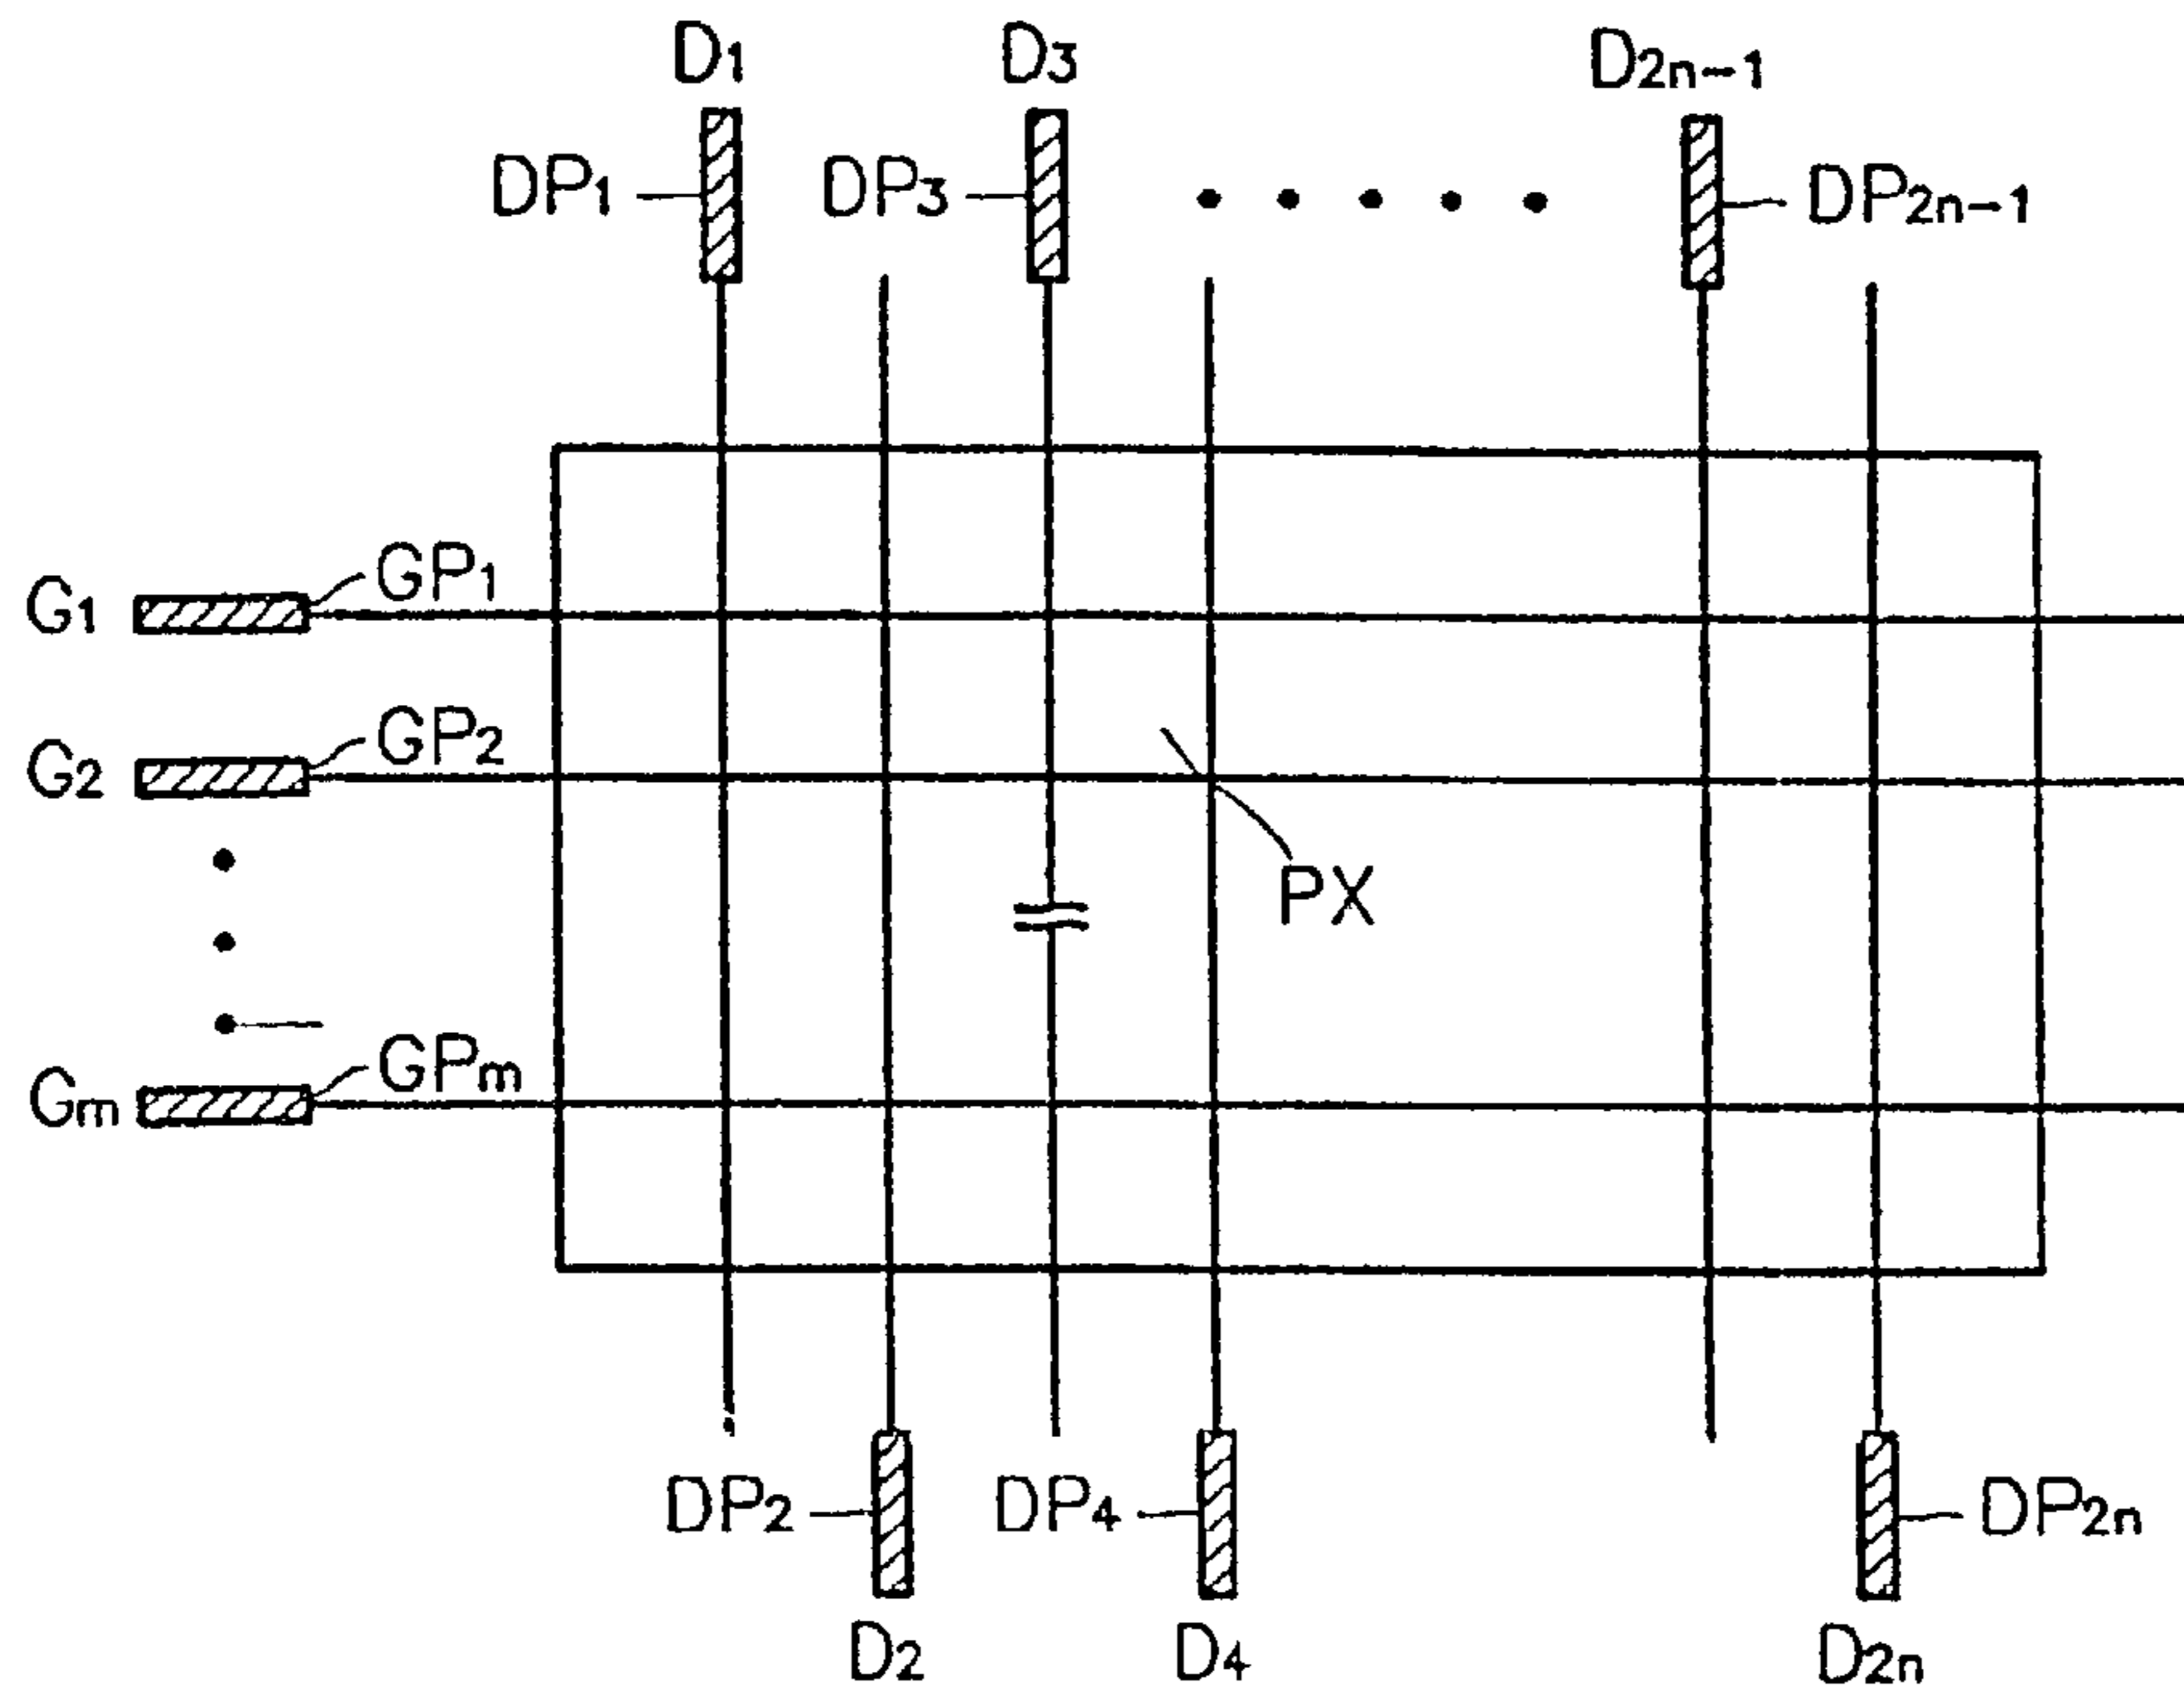 D1 D3 D2n-1
DP1 DP3 DP2n-1
GP1
G1
GP2
G2
PX
GPm
Gm
DP2 DP4 DP2n
D2 D4 D2n